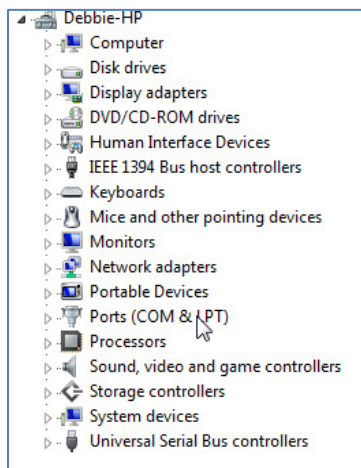 Debbie-HP
Computer
Disk drives
Display adapters
DVD/CD-ROM drives
Human Interface Devices
IEEE 1394 Bus host controllers
Keyboards
Mice and other pointing devices
Monitors
Network adapters
Portable Devices
Ports (COM & LPT)
Processors
Sound, video and game controllers
Storage controllers
System devices
Universal Serial Bus controllers